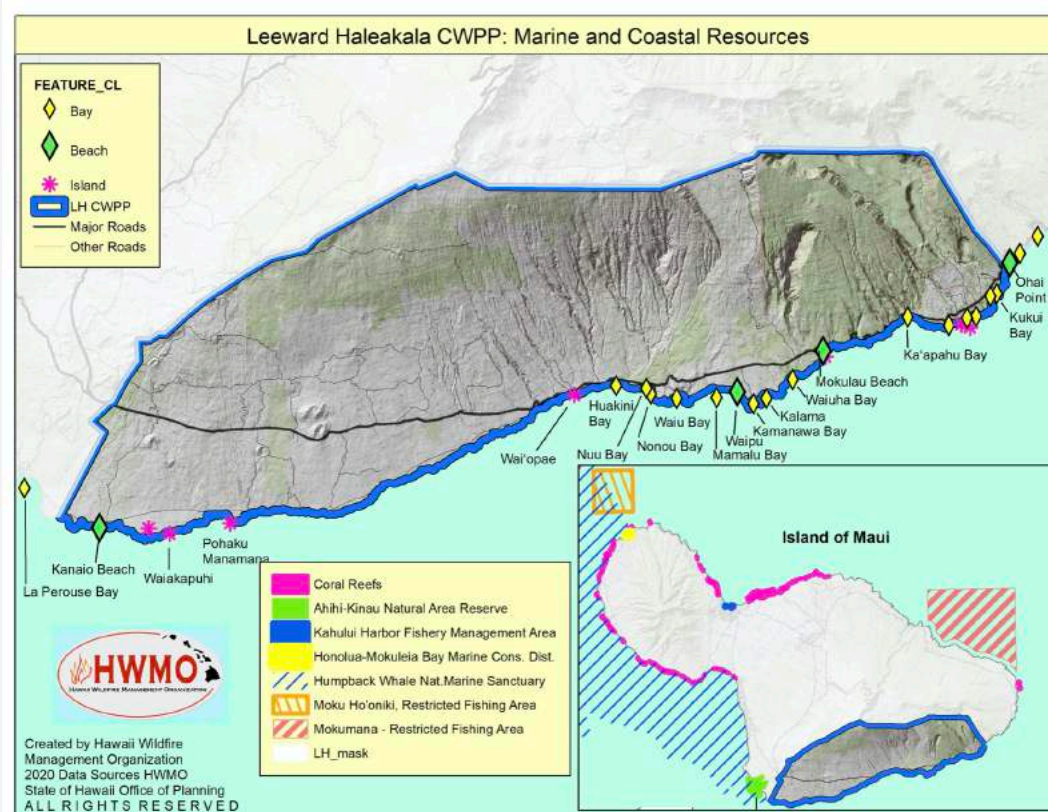 Leeward Haleakala CWPP: Marine and Coastal Resources
FEATURE_CL
Bay
Beach
Island
LH CWPP
Major Roads
Other Roads
Ohai
Point
Kukui
Bay
Ka'apahu Bay
Mokulau Beach
Waiuha Bay
Kalama
Kamanawa Bay
Waipu
Mamalu Bay
Waiu Bay
Nonou Bay
Nuu Bay
Huakini
Bay
Wai'opae
Pohaku
Manamana
Waiakapuhi
Kanaio Beach
La Perouse Bay
Coral Reefs
Ahihi-Kinau Natural Area Reserve
Kahului Harbor Fishery Management Area
Honolua-Mokuleia Bay Marine Cons. Dist.
Humpback Whale Nat.Marine Sanctuary
Moku Ho'oniki, Restricted Fishing Area
Mokumana - Restricted Fishing Area
LH_mask
Island of Maui
HWMO
HAWAII WILDFIRE MANAGEMENT ORGANIZATION
Created by Hawaii Wildfire
Management Organization
2020 Data Sources HWMO
State of Hawaii Office of Planning
ALL RIGHTS RESERVED